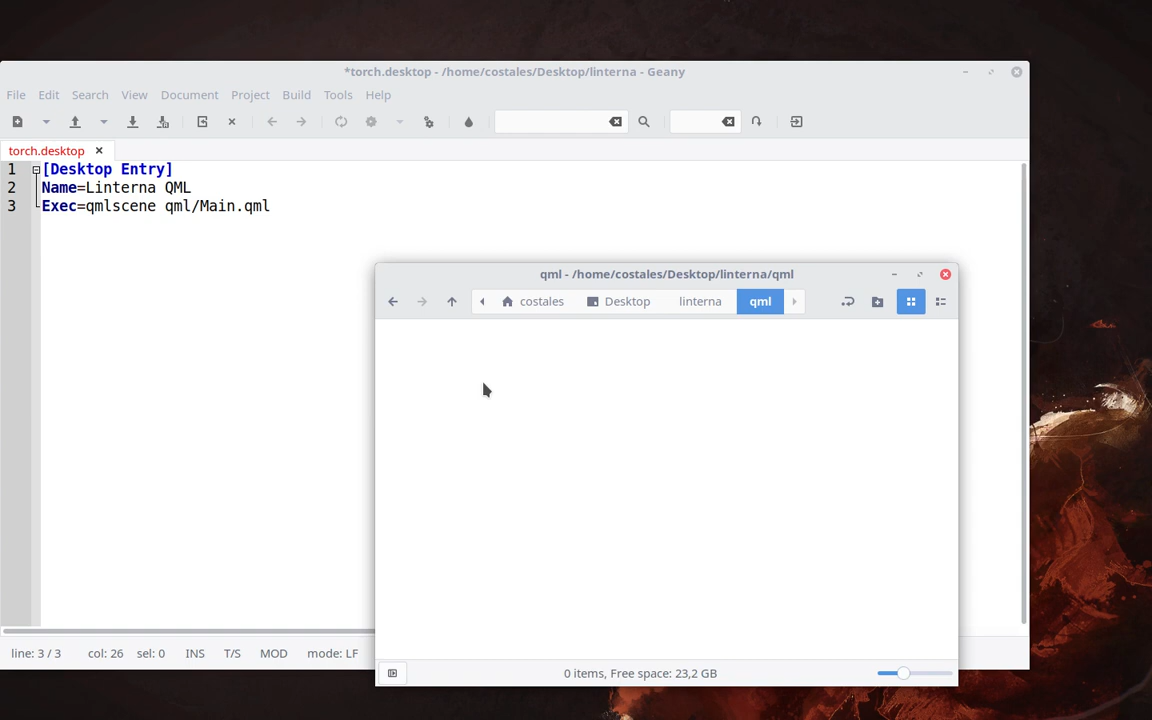 *torch.desktop - /home/costales/Desktop/linterna - Geany
File Edit Search View Document Project Build Tools Help
torch.desktop
1 [Desktop Entry]
2 Name=Linterna QML
3 Exec=qmlscene qml/Main.qml
qml - /home/costales/Desktop/linterna/qml
costales Desktop linterna qml
0 items, Free space: 23,2 GB
line: 3 / 3 col: 26 sel: 0 INS T/S MOD mode: LF